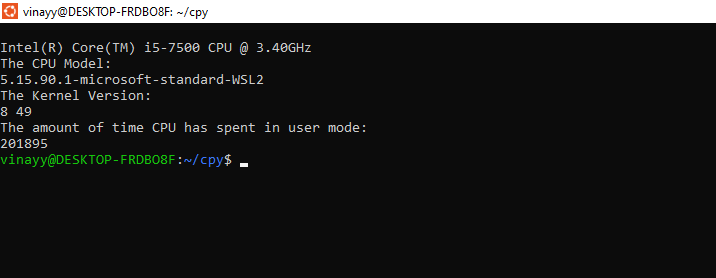 vinayy@DESKTOP-FRDBO8F: ~/cpy
Intel(R) Core(TM) i5-7500 CPU @ 3.40GHz
The CPU Model:
5.15.90.1-microsoft-standard-WSL2
The Kernel Version:
8 49
The amount of time CPU has spent in user mode:
201895
vinayy@DESKTOP-FRDBO8F:~/cpy$